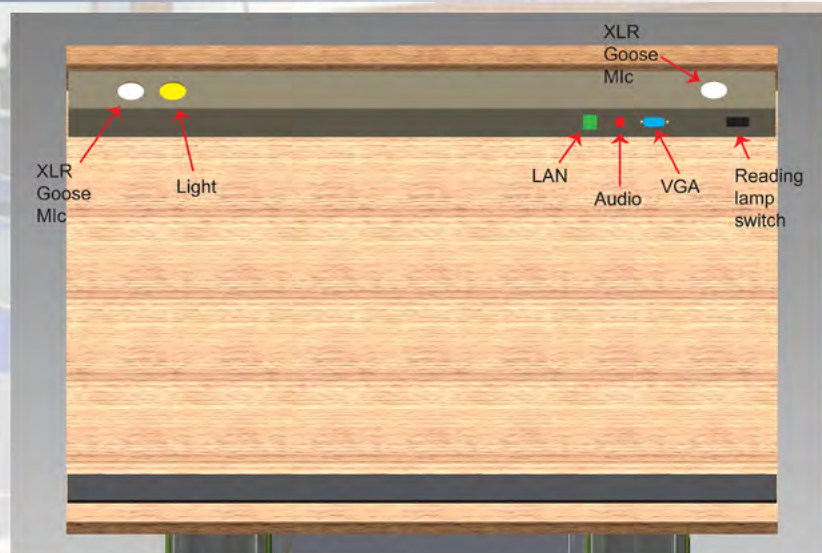 XLR
Goose
MIc
XLR
Goose
MIc
Light
LAN
Audio
VGA
Reading
lamp
switch